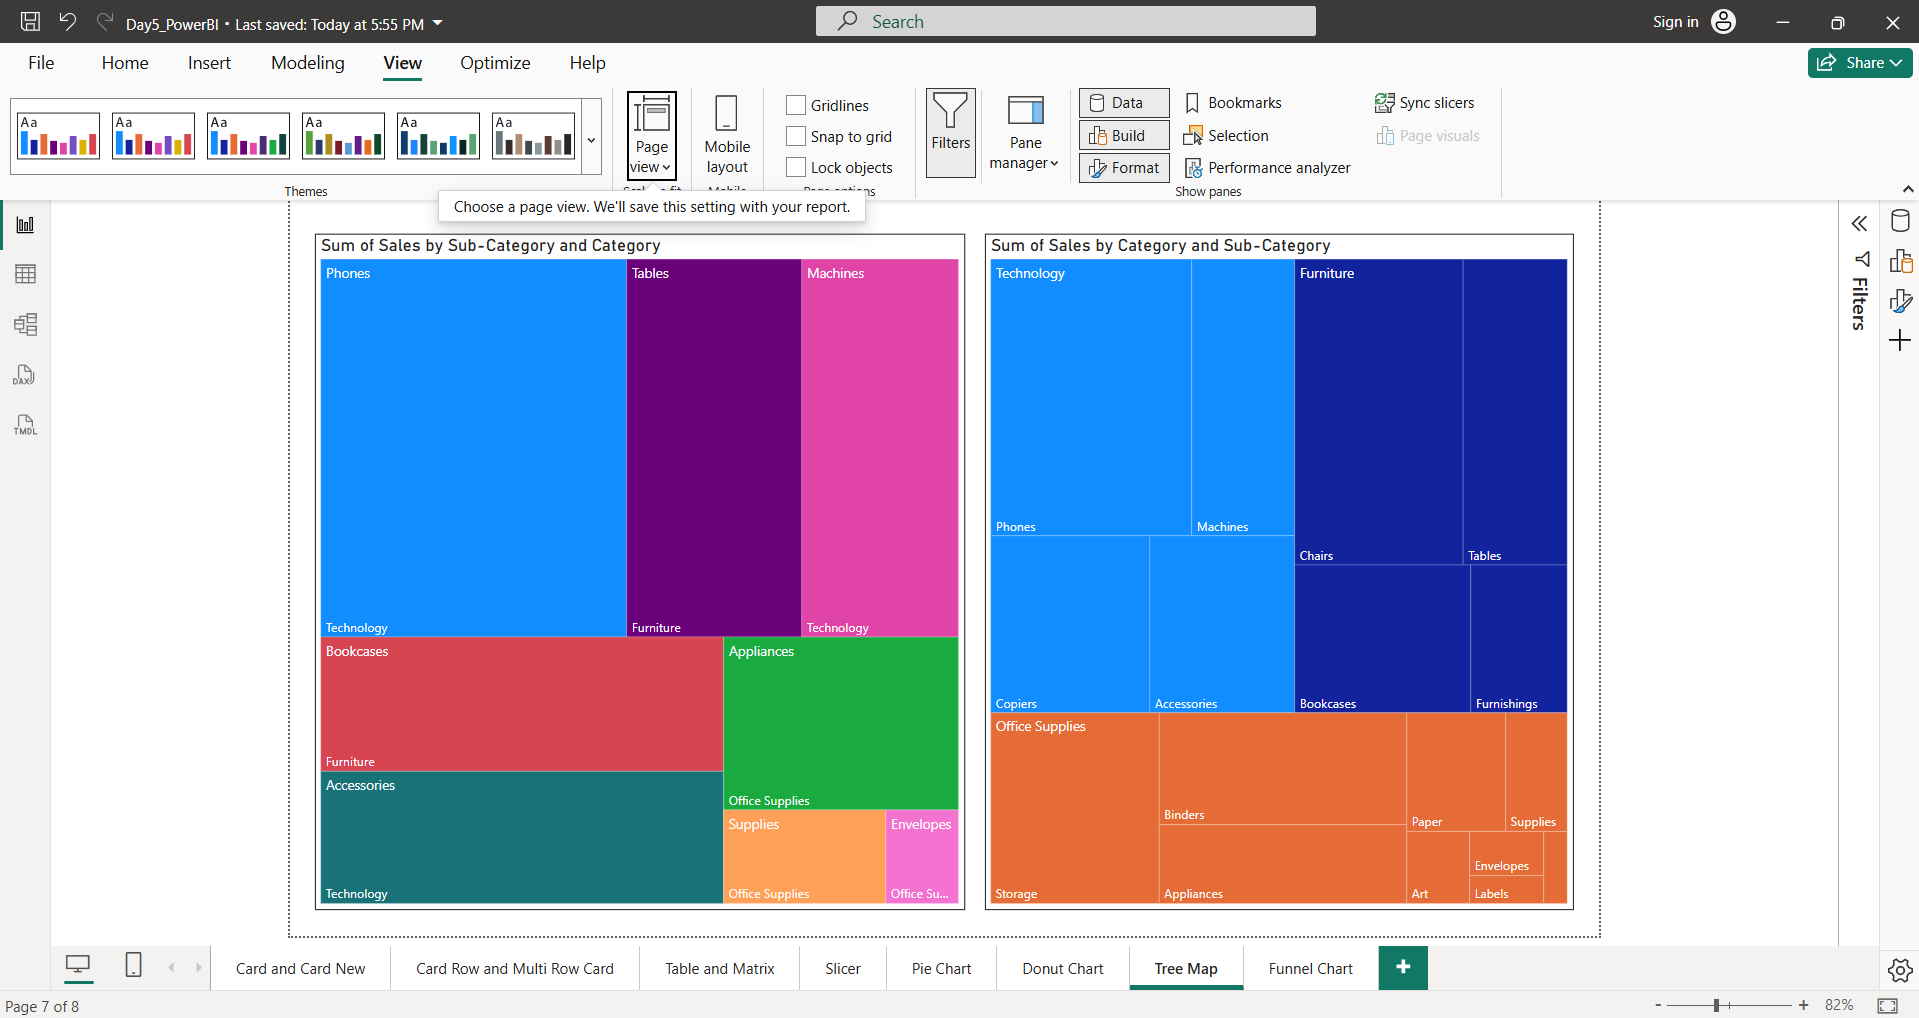 Day5_PowerBI • Last saved: Today at 5:55 PM
Search
Sign in
File Home Insert Modeling View Optimize Help
Share
Aa Aa Aa Aa Aa Aa
Themes
Page view
Mobile layout
Gridlines
Snap to grid
Lock objects
Filters
Pane manager
Data
Build
Format
Bookmarks
Selection
Performance analyzer
Sync slicers
Page visuals
Show panes
Choose a page view. We'll save this setting with your report.
DAX
TMDL
Sum of Sales by Sub-Category and Category
Phones
Technology
Tables
Furniture
Machines
Technology
Bookcases
Furniture
Accessories
Technology
Appliances
Office Supplies
Supplies
Office Supplies
Envelopes
Office Su...
Sum of Sales by Category and Sub-Category
Technology
Phones
Machines
Copiers
Accessories
Furniture
Chairs
Tables
Bookcases
Furnishings
Office Supplies
Storage
Binders
Appliances
Paper
Supplies
Art
Envelopes
Labels
Filters
Card and Card New
Card Row and Multi Row Card
Table and Matrix
Slicer
Pie Chart
Donut Chart
Tree Map
Funnel Chart
+
Page 7 of 8
- + 82%